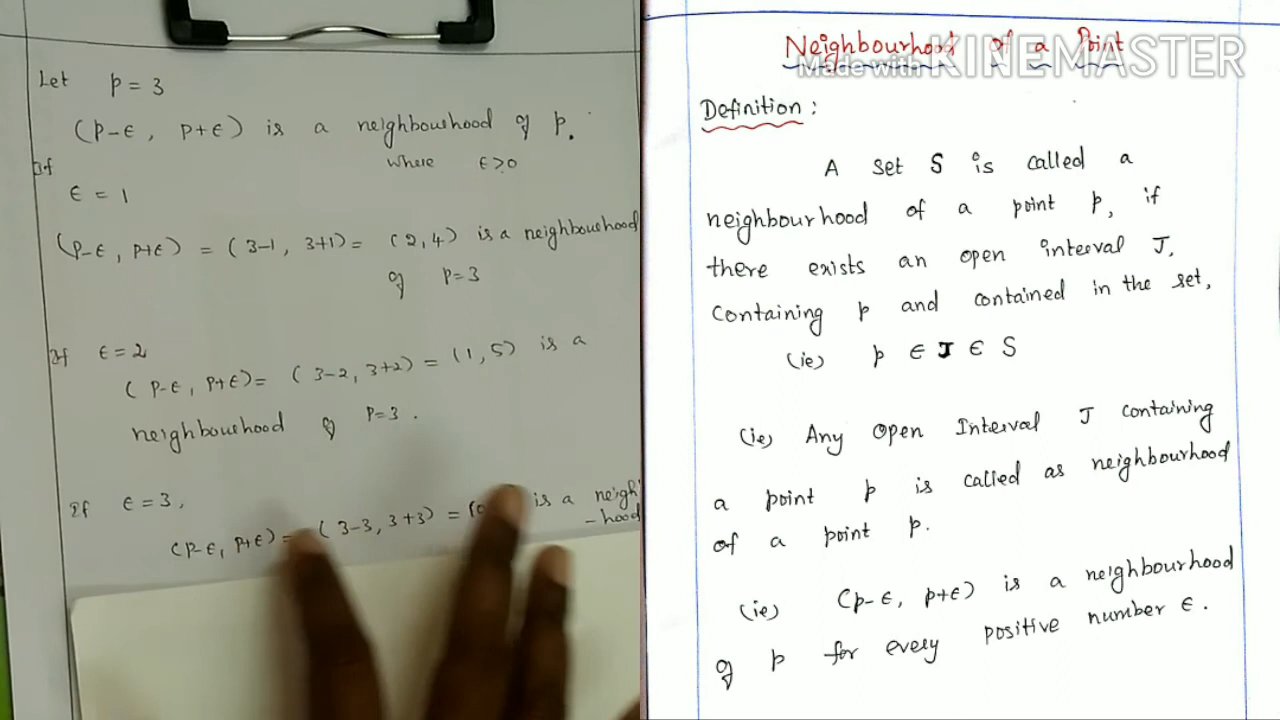 Let p = 3
(p-ϵ, p+ϵ) is a neighbourhood of p.
where ϵ>0
If
ϵ = 1
(p-ϵ, p+ϵ) = (3-1, 3+1) = (2,4) is a neighbourhood
of p=3
If ϵ=2
(p-ϵ, p+ϵ) = (3-2, 3+2) = (1,5) is a
neighbourhood of p=3.
If ϵ=3,
(p-ϵ, p+ϵ) = (3-3, 3+3) = (0 is a neigh
-hood
Neighbourhood of a Point
Made with KINEMASTER
Definition :
A set S is called a
neighbourhood of a point p, if
there exists an open interval J,
containing p and contained in the set,
(ie) p ∈ J ∈ S
(ie) Any Open Interval J containing
a point p is called as neighbourhood
of a point p.
(ie) (p-ϵ, p+ϵ) is a neighbourhood
of p for every positive number ϵ.